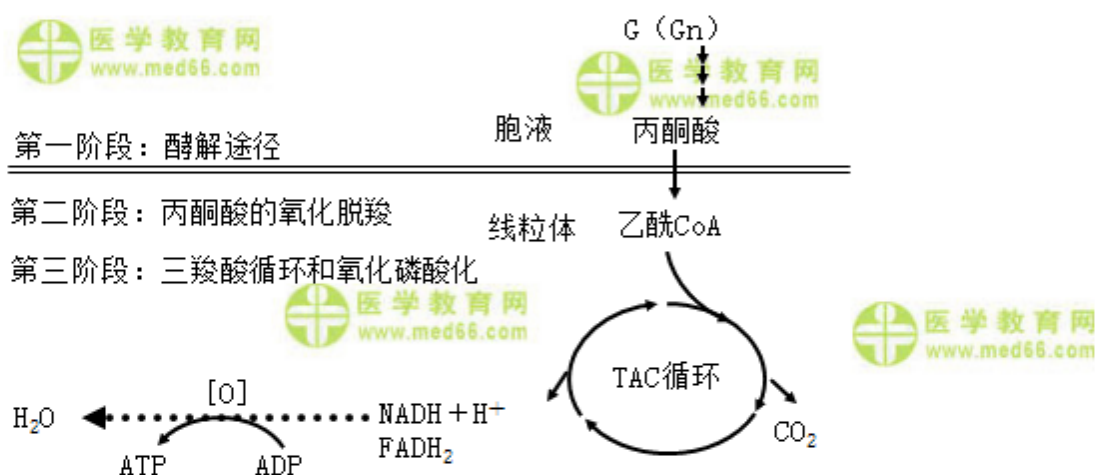 医学教育网
www.med66.com
G（Gn）
医学教育网
www.med66.com
胞液
丙酮酸
第一阶段：酵解途径
第二阶段：丙酮酸的氧化脱羧
线粒体
乙酰CoA
第三阶段：三羧酸循环和氧化磷酸化
医学教育网
www.med66.com
医学教育网
www.med66.com
TAC循环
[O]
H₂O
NADH＋H⁺
FADH₂
CO₂
ATP
ADP